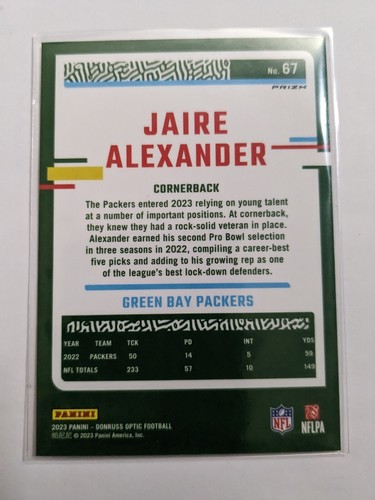 No. 67
PRIZM
JAIRE
ALEXANDER
CORNERBACK
The Packers entered 2023 relying on young talent
at a number of important positions. At cornerback,
they knew they had a rock-solid veteran in place.
Alexander earned his second Pro Bowl selection
in three seasons in 2022, compiling a career-best
five picks and adding to his growing rep as one
of the league's best lock-down defenders.
GREEN BAY PACKERS
YEAR TEAM TCK PD INT YDS
2022 PACKERS 50 14 5 59
NFL TOTALS 233 57 10 149
PANINI
2023 PANINI – DONRUSS OPTIC FOOTBALL
帕尼尼 © 2023 Panini America, Inc.
NFL
NFLPA